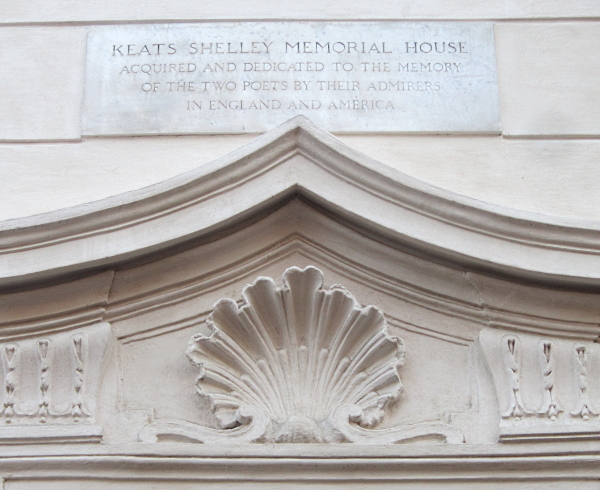 KEATS SHELLEY MEMORIAL HOUSE
ACQUIRED AND DEDICATED TO THE MEMORY
OF THE TWO POETS BY THEIR ADMIRERS
IN ENGLAND AND AMERICA